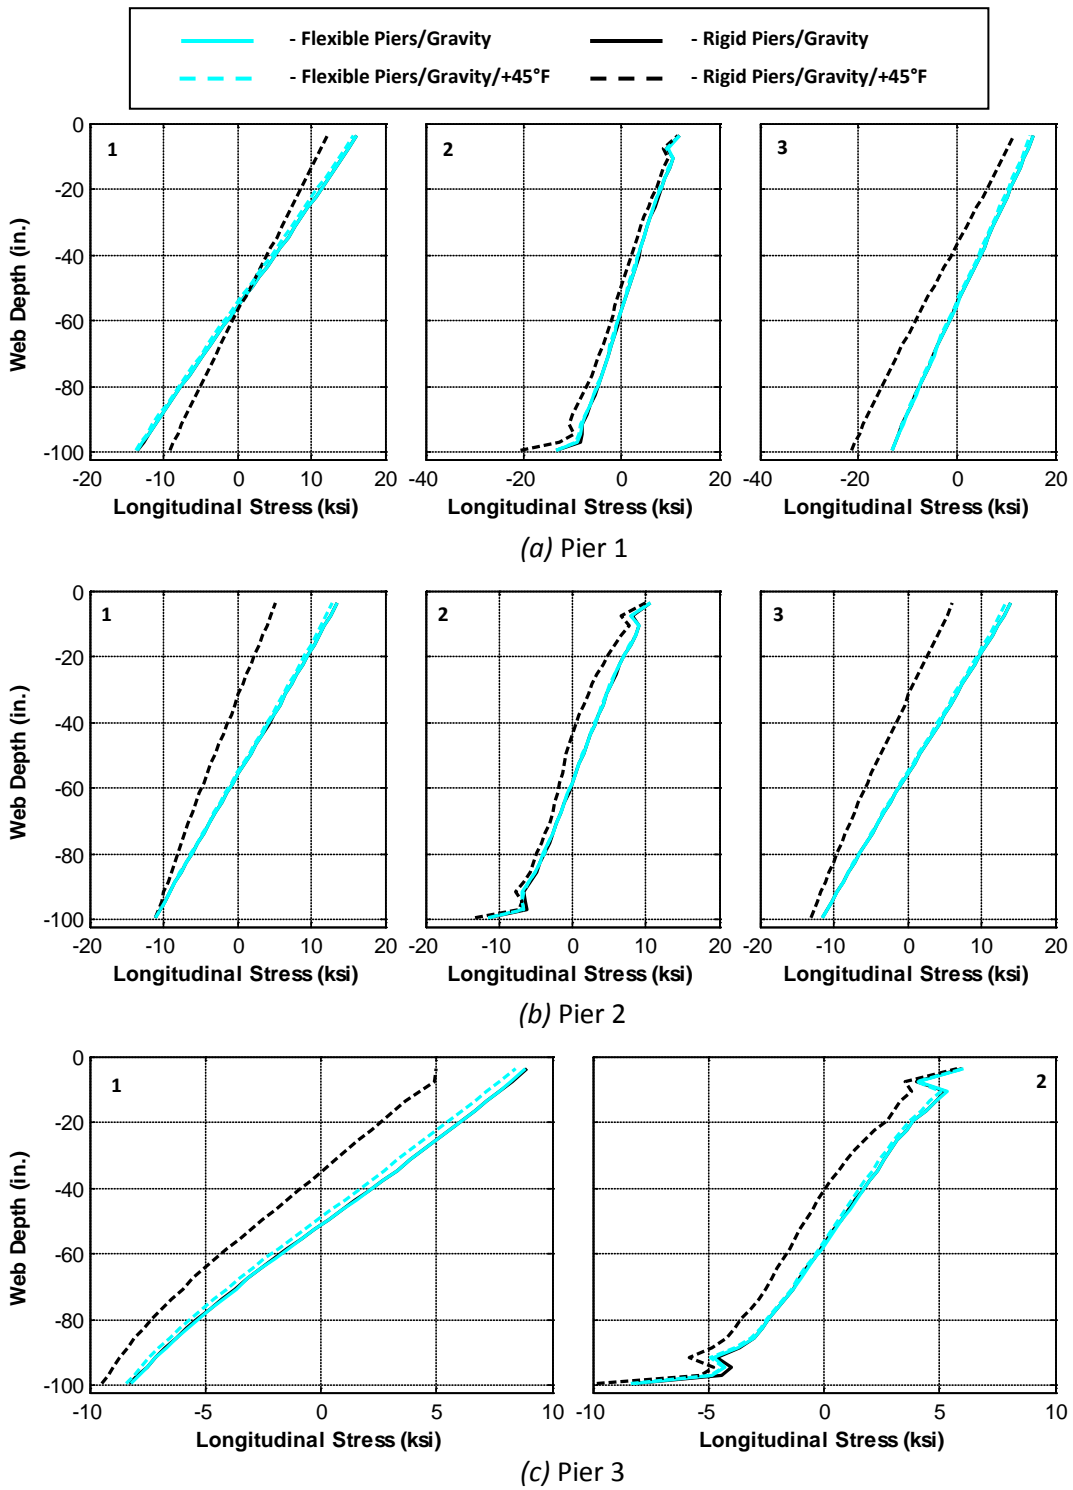 - Flexible Piers/Gravity - Rigid Piers/Gravity
- Flexible Piers/Gravity/+45°F - Rigid Piers/Gravity/+45°F
Web Depth (in.)
0
-20
-40
-60
-80
-100
1
-20 -10 0 10 20
Longitudinal Stress (ksi)
2
-40 -20 0 20
Longitudinal Stress (ksi)
3
-40 -20 0 20
Longitudinal Stress (ksi)
(a) Pier 1
Web Depth (in.)
0
-20
-40
-60
-80
-100
1
-20 -10 0 10 20
Longitudinal Stress (ksi)
2
-20 -10 0 10 20
Longitudinal Stress (ksi)
3
-20 -10 0 10 20
Longitudinal Stress (ksi)
(b) Pier 2
Web Depth (in.)
0
-20
-40
-60
-80
-100
1
-10 -5 0 5 10
Longitudinal Stress (ksi)
2
-10 -5 0 5 10
Longitudinal Stress (ksi)
(c) Pier 3